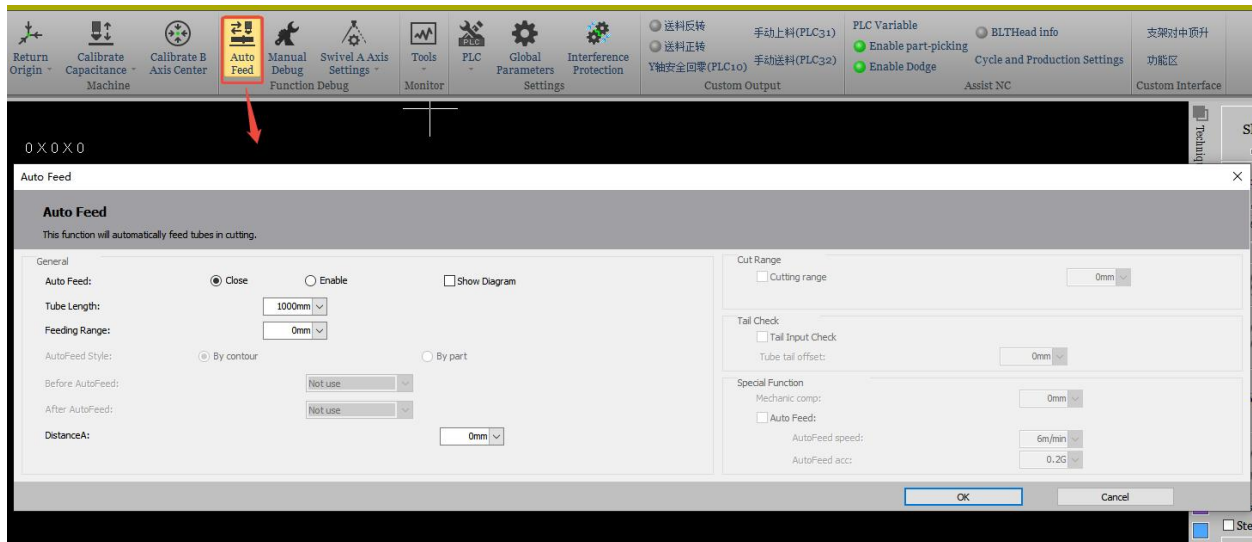 Return Origin
Calibrate Capacitance
Calibrate B Axis Center
Machine
Auto Feed
Manual Debug
Swivel A Axis Settings
Function Debug
Tools
Monitor
PLC
PLC
Global Parameters
Interference Protection
Settings
送料反转
送料正转
Y轴安全回零(PLC10)
手动上料(PLC31)
手动送料(PLC32)
Custom Output
PLC Variable
Enable part-picking
Enable Dodge
BLTHead info
Cycle and Production Settings
Assist NC
支架对中顶升
功能区
Custom Interface
0X0X0
Techniq
Auto Feed
Auto Feed
This function will automatically feed tubes in cutting.
General
Auto Feed: Close Enable Show Diagram
Tube Length: 1000mm
Feeding Range: 0mm
AutoFeed Style: By contour By part
Before AutoFeed: Not use
After AutoFeed: Not use
DistanceA: 0mm
Cut Range
Cutting range 0mm
Tail Check
Tail Input Check
Tube tail offset: 0mm
Special Function
Mechanic comp: 0mm
Auto Feed:
AutoFeed speed: 6m/min
AutoFeed acc: 0.2G
OK Cancel
Ste